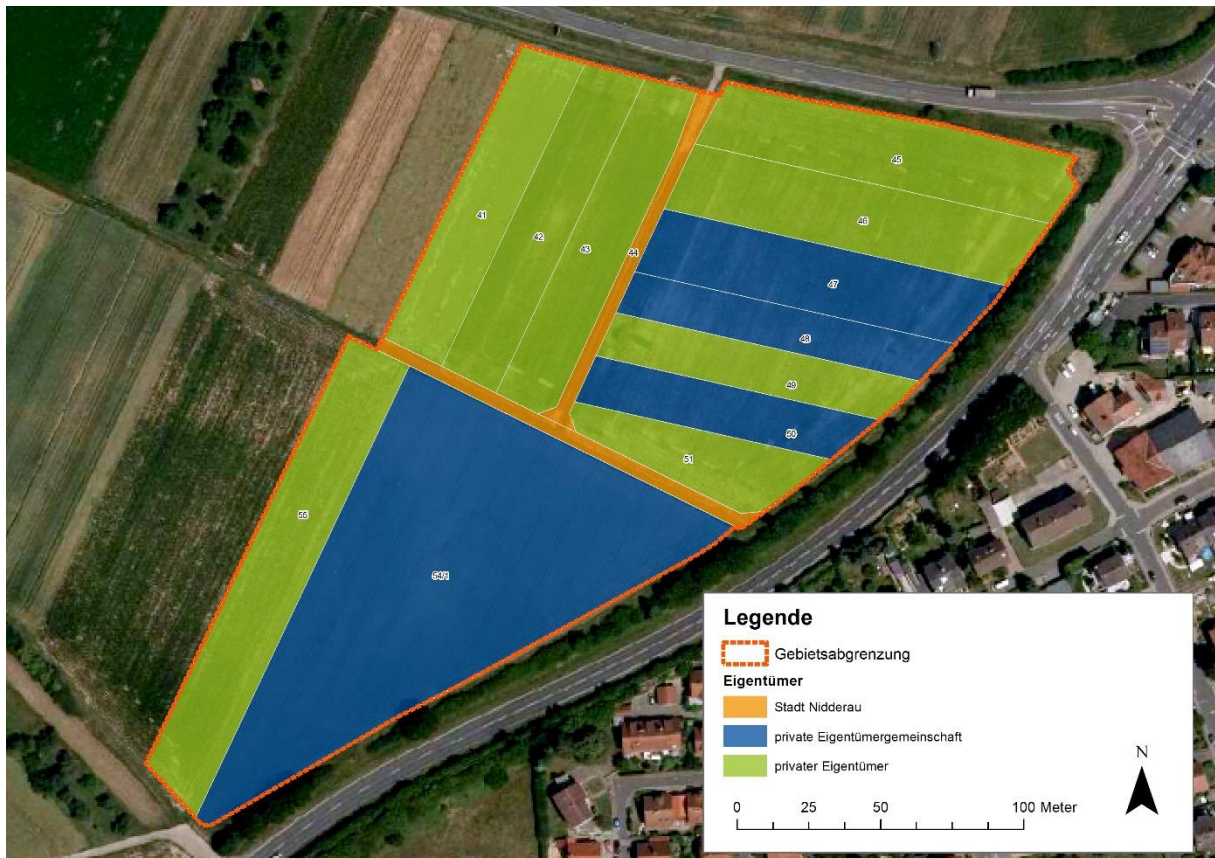 45
41
46
42
43
44
47
48
49
50
51
55
54/1
Legende
Gebietsabgrenzung
Eigentümer
Stadt Nidderau
private Eigentümergemeinschaft
privater Eigentümer
N
0 25 50 100 Meter